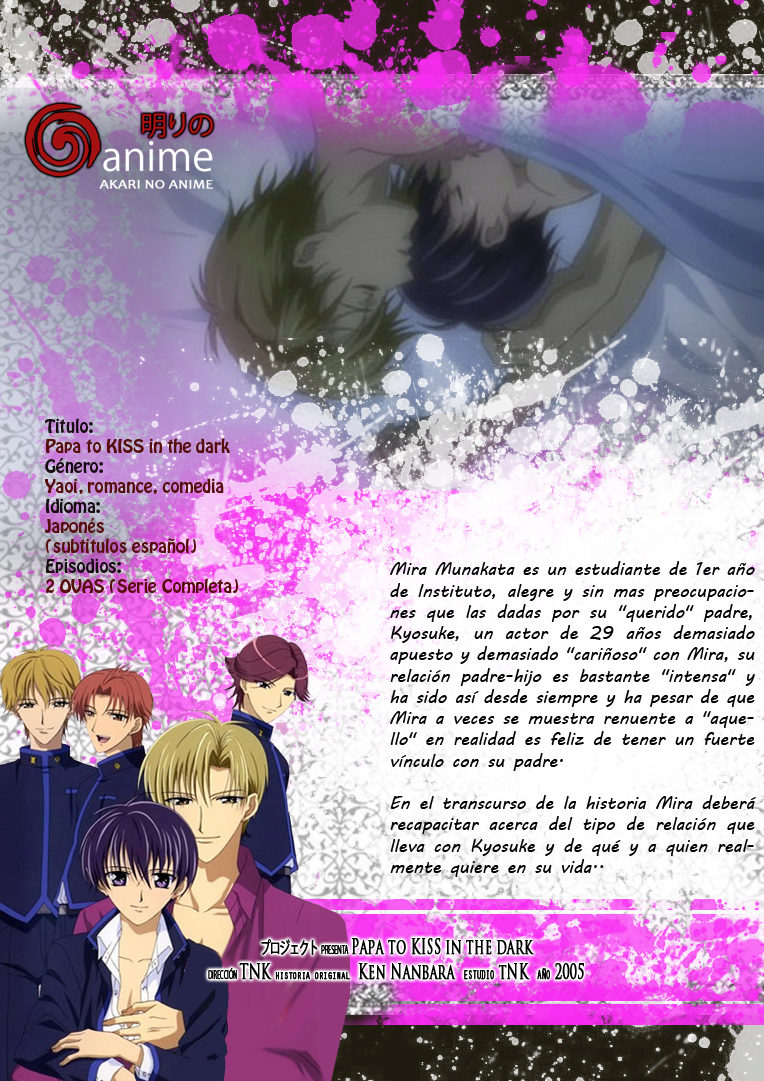 明りの
anime
AKARI NO ANIME
Titulo:
Papa to KISS in the dark
Género:
Yaoi, romance, comedia
Idioma:
Japonés
(subtitulos español)
Episodios:
2 OVAS (Serie Completa)
Mira Munakata es un estudiante de 1er año
de Instituto, alegre y sin mas preocupacio-
nes que las dadas por su "querido" padre,
Kyosuke, un actor de 29 años demasiado
apuesto y demasiado "cariñoso" con Mira, su
relación padre-hijo es bastante "intensa" y
ha sido así desde siempre y ha pesar de que
Mira a veces se muestra renuente a "aque-
llo" en realidad es feliz de tener un fuerte
vínculo con su padre.
En el transcurso de la historia Mira deberá
recapacitar acerca del tipo de relación que
lleva con Kyosuke y de qué y a quien real-
mente quiere en su vida..
プロジェクト PRESENTA PAPA TO KISS IN THE DARK
DIRECCIÓN TNK HISTORIA ORIGINAL KEN NANBARA ESTUDIO TNK AÑO 2005